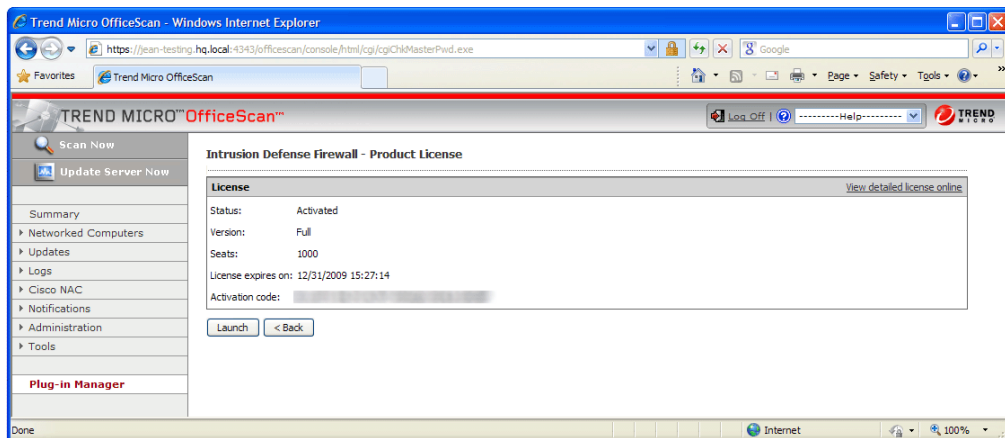 Trend Micro OfficeScan - Windows Internet Explorer
https://jean-testing.hq.local:4343/officescan/console/html/cgi/cgiChkMasterPwd.exe
Google
Favorites
Trend Micro OfficeScan
Page
Safety
Tools
»
TREND MICRO™ OfficeScan™
Log Off | ---------Help---------
TREND MICRO
Scan Now
Update Server Now
Summary
Networked Computers
Updates
Logs
Cisco NAC
Notifications
Administration
Tools
Plug-in Manager
Intrusion Defense Firewall - Product License
License
View detailed license online
Status: Activated
Version: Full
Seats: 1000
License expires on: 12/31/2009 15:27:14
Activation code:
Launch
< Back
Done
Internet
100%